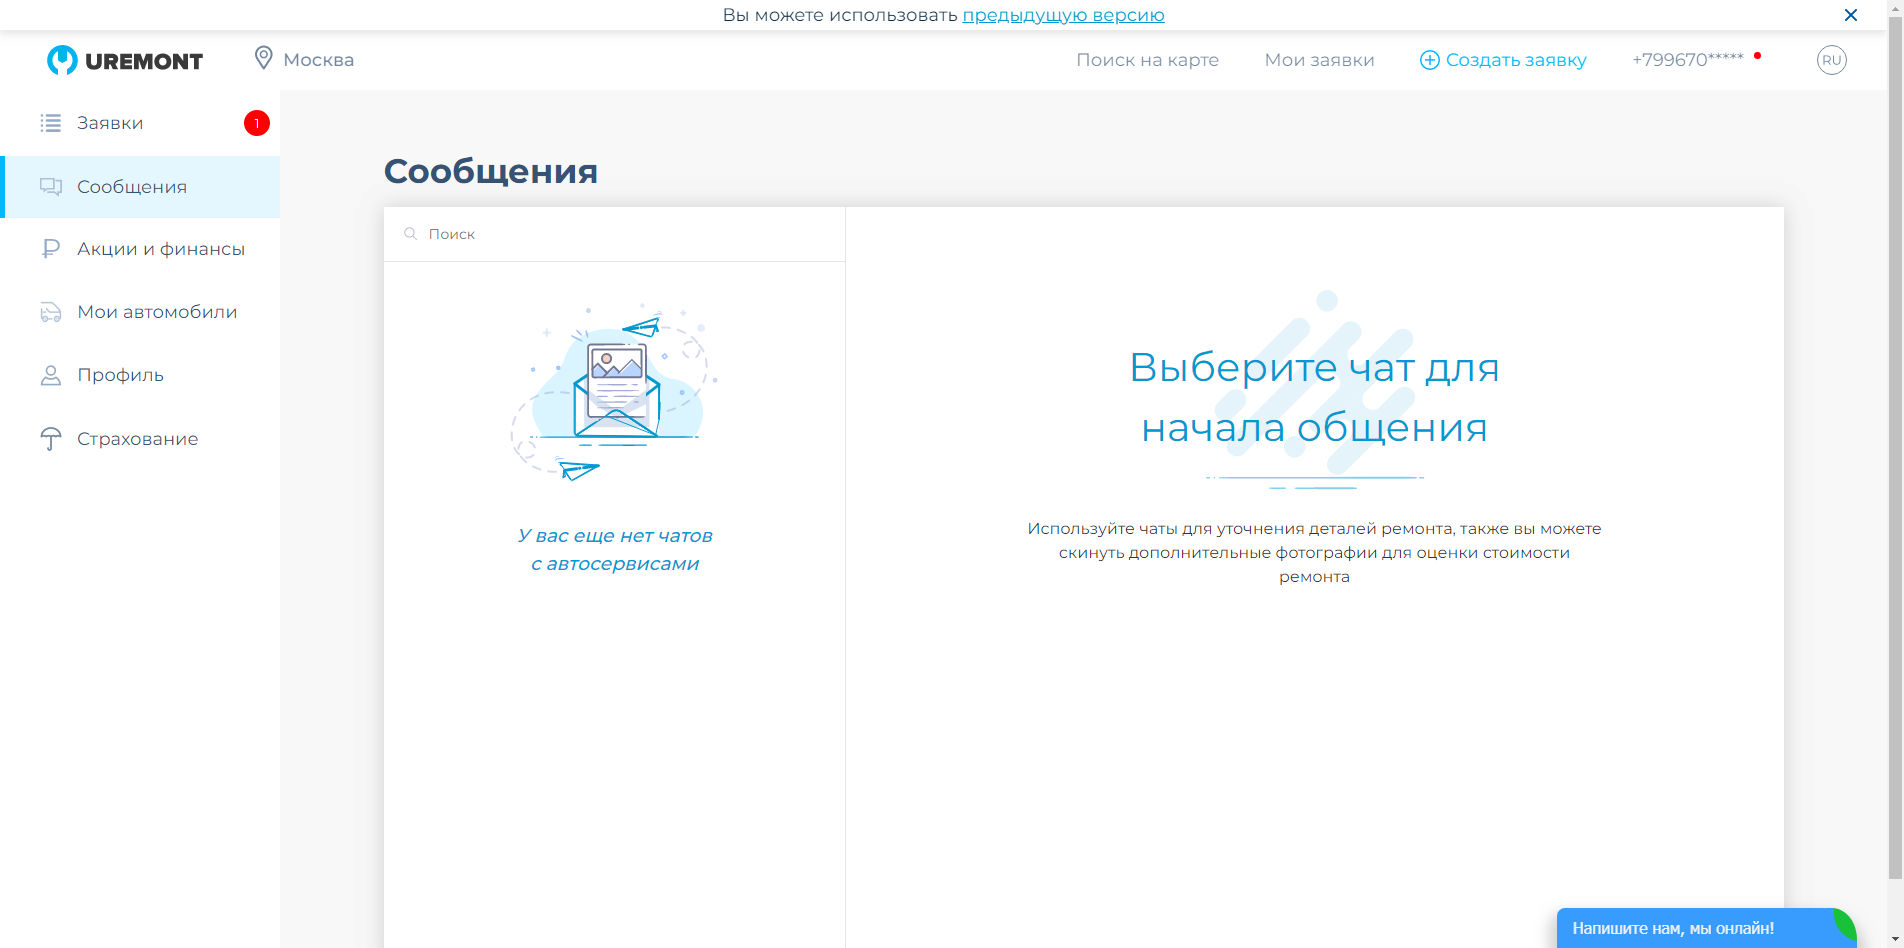 Вы можете использовать предыдущую версию
UREMONT
Москва
Поиск на карте
Мои заявки
Создать заявку
+799670*****
RU
Заявки
1
Сообщения
Акции и финансы
Мои автомобили
Профиль
Страхование
Сообщения
Поиск
У вас еще нет чатов
с автосервисами
Выберите чат для
начала общения
Используйте чаты для уточнения деталей ремонта, также вы можете
скинуть дополнительные фотографии для оценки стоимости
ремонта
Напишите нам, мы онлайн!